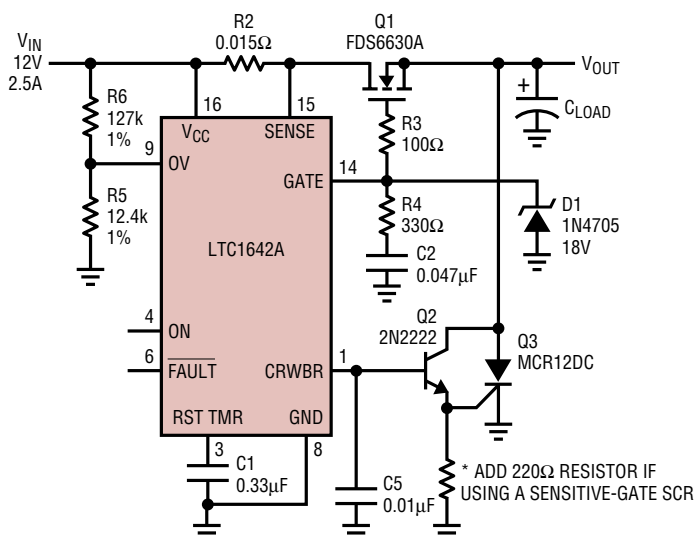 V_IN
12V
2.5A
R2
0.015Ω
Q1
FDS6630A
V_OUT
+
C_LOAD
R6
127k
1%
16
15
V_CC
SENSE
R3
100Ω
9
OV
14
GATE
R5
12.4k
1%
R4
330Ω
D1
1N4705
18V
LTC1642A
C2
0.047µF
4
ON
Q2
2N2222
Q3
MCR12DC
6
FAULT
1
CRWBR
RST TMR
GND
3
8
C1
0.33µF
C5
0.01µF
* ADD 220Ω RESISTOR IF
USING A SENSITIVE-GATE SCR